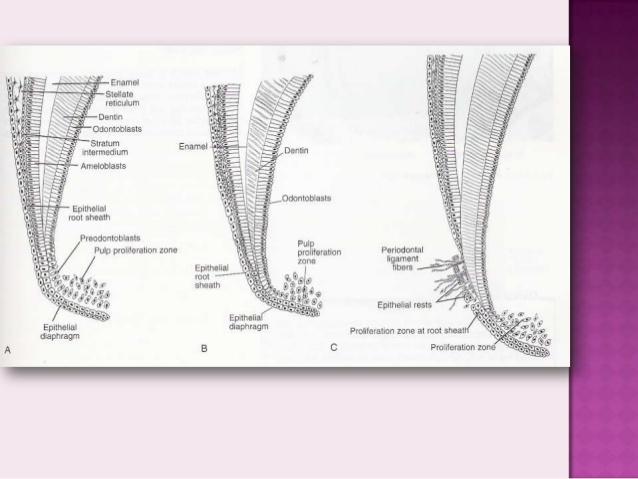 Enamel
Stellate
reticulum
Dentin
Odontoblasts
Stratum
intermedium
Ameloblasts
Epithelial
root sheath
Preodontoblasts
Pulp proliferation zone
Epithelial
diaphragm
A
Enamel
Dentin
Odontoblasts
Pulp
proliferation
zone
Epithelial
root
sheath
Epithelial
diaphragm
B
Periodontal
ligament
fibers
Epithelial rests
Proliferation zone at root sheath
Proliferation zone
C